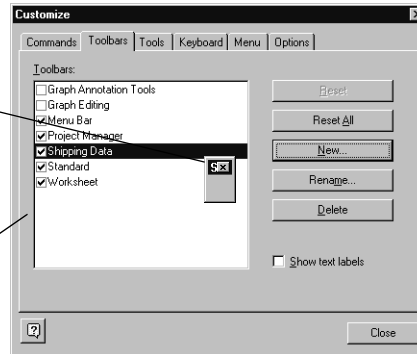 Customize
Commands Toolbars Tools Keyboard Menu Options
Toolbars:
Graph Annotation Tools
Graph Editing
Menu Bar
Project Manager
Shipping Data
Standard
Worksheet
S
Reset
Reset All
New...
Rename...
Delete
Show text labels
?
Close